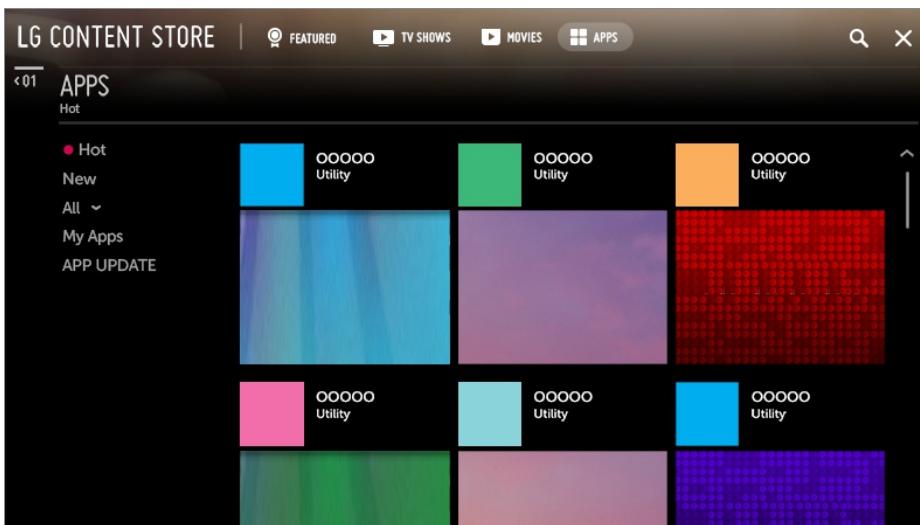 LG CONTENT STORE FEATURED TV SHOWS MOVIES APPS
<01 APPS
Hot
Hot
New
All
My Apps
APP UPDATE
OOOOO
Utility
OOOOO
Utility
OOOOO
Utility
OOOOO
Utility
OOOOO
Utility
OOOOO
Utility